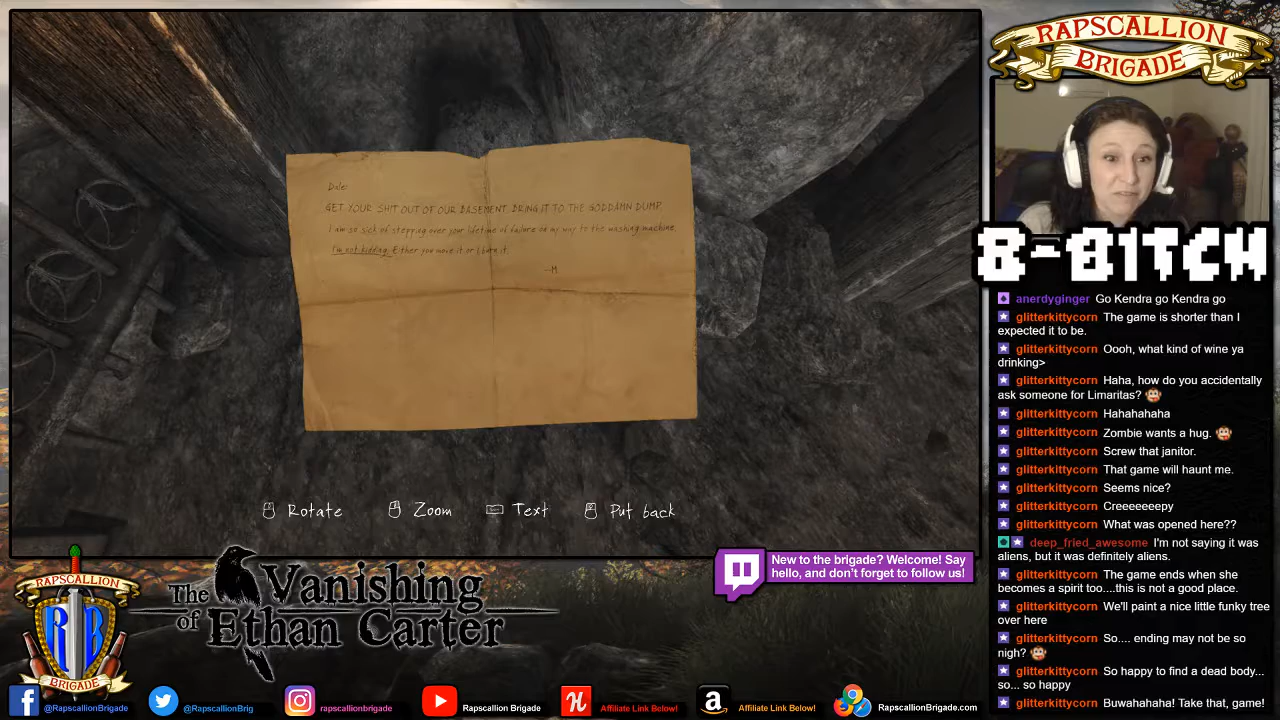 RAPSCALLION
BRIGADE
Dale:
GET YOUR SHIT OUT OF OUR BASEMENT. BRING IT TO THE GODDAMN DUMP.
I am so sick of stepping over your lifetime of failure on my way to the washing machine.
I'm not kidding. Either you move it or I burn it.
—M.
Rotate
Zoom
Text
Put back
8-B1TCH
anerdyginger Go Kendra go Kendra go
glitterkittycorn The game is shorter than I
expected it to be.
glitterkittycorn Oooh, what kind of wine ya
drinking>
glitterkittycorn Haha, how do you accidentally
ask someone for Limaritas?
glitterkittycorn Hahahahaha
glitterkittycorn Zombie wants a hug.
glitterkittycorn Screw that janitor.
glitterkittycorn That game will haunt me.
glitterkittycorn Seems nice?
glitterkittycorn Creeeeeeepy
glitterkittycorn What was opened here??
deep_fried_awesome I'm not saying it was
aliens, but it was definitely aliens.
glitterkittycorn The game ends when she
becomes a spirit too....this is not a good place.
glitterkittycorn We'll paint a nice little funky tree
over here
glitterkittycorn So.... ending may not be so
nigh?
glitterkittycorn So happy to find a dead body...
so... so happy
glitterkittycorn Buwahahaha! Take that, game!
New to the brigade? Welcome! Say
hello, and don't forget to follow us!
RAPSCALLION
RB
BRIGADE
The Vanishing
of Ethan Carter
@RapscallionBrigade
@RapscallionBrig
rapscallionbrigade
Rapscallion Brigade
Affiliate Link Below!
Affiliate Link Below!
RapscallionBrigade.com